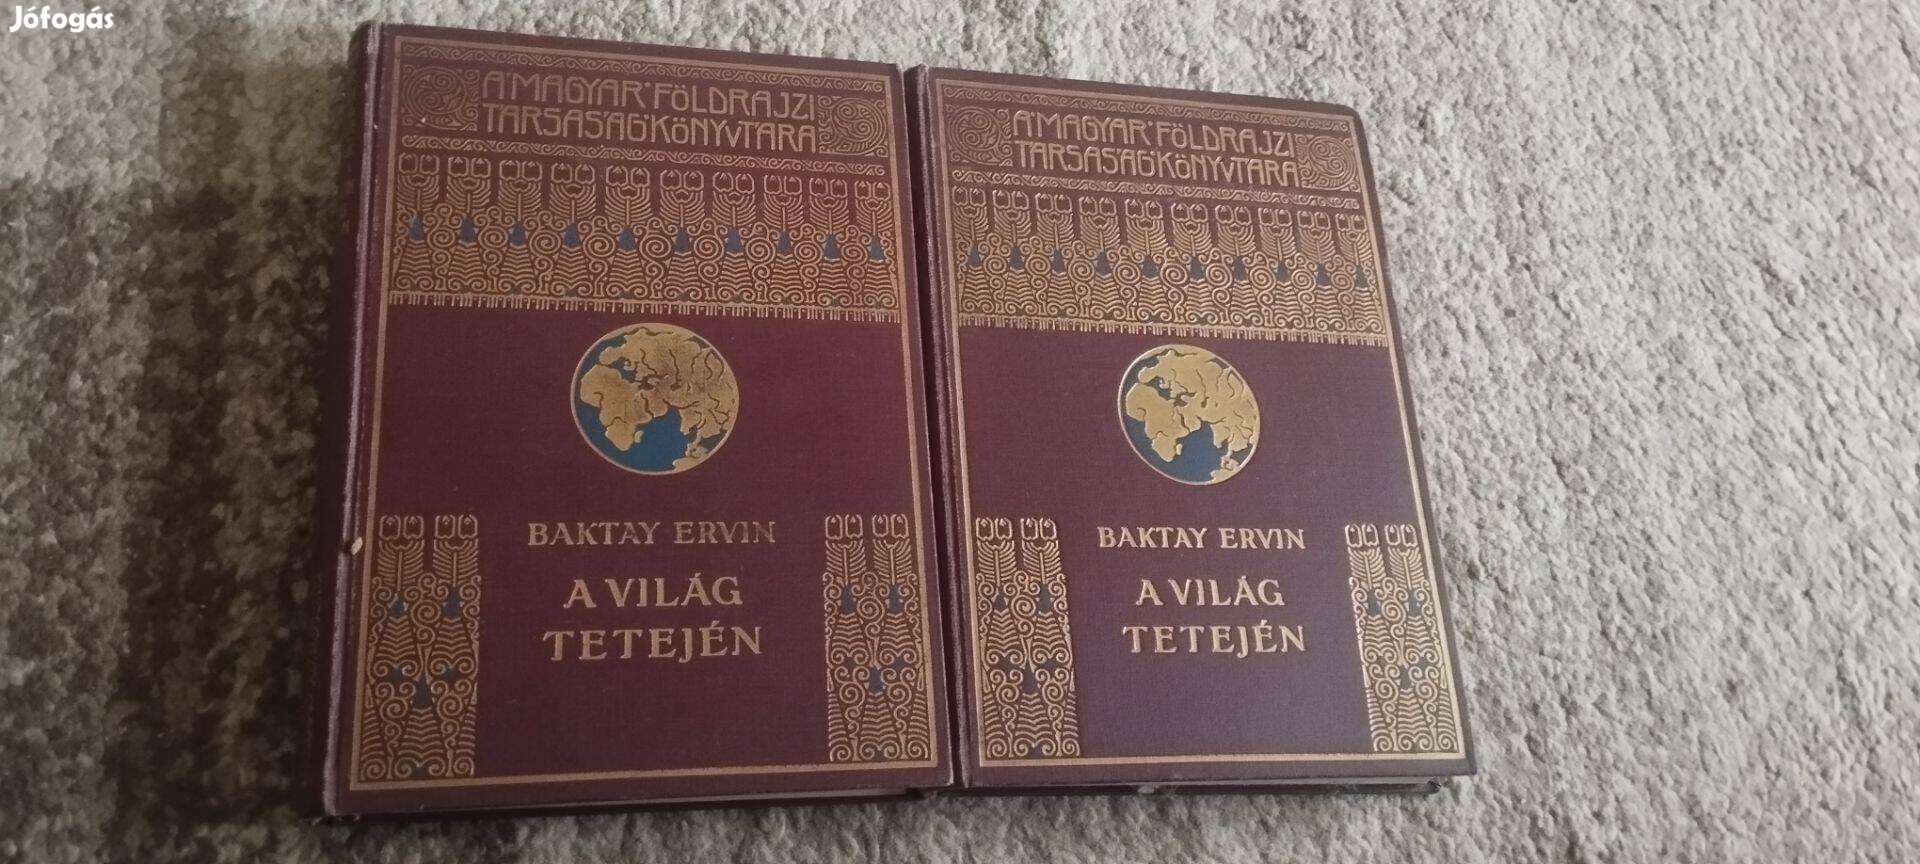 Jófogás
A MAGYAR FÖLDRAJZI
TÁRSASÁG KÖNYVTÁRA
BAKTAY ERVIN
A VILÁG
TETEJÉN
A MAGYAR FÖLDRAJZI
TÁRSASÁG KÖNYVTÁRA
BAKTAY ERVIN
A VILÁG
TETEJÉN